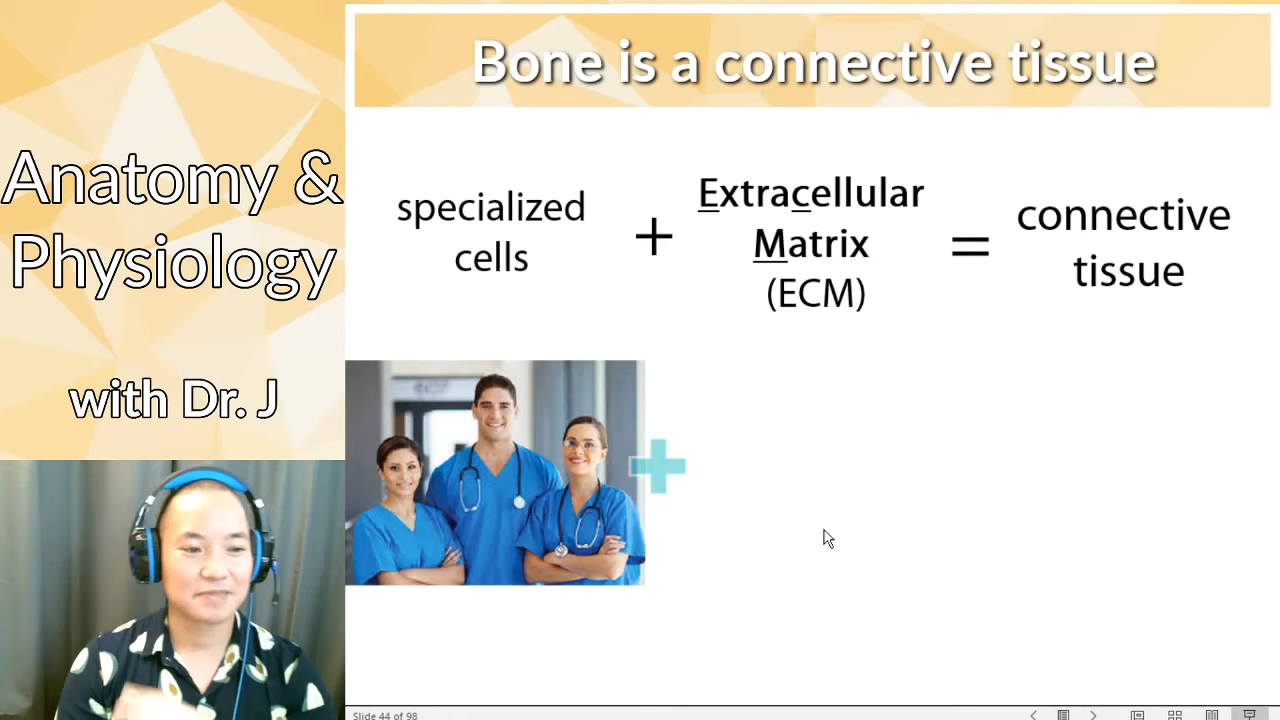 Bone is a connective tissue
Anatomy &
Physiology
with Dr. J
specialized
cells
+
Extracellular
Matrix
(ECM)
=
connective
tissue
Slide 44 of 98